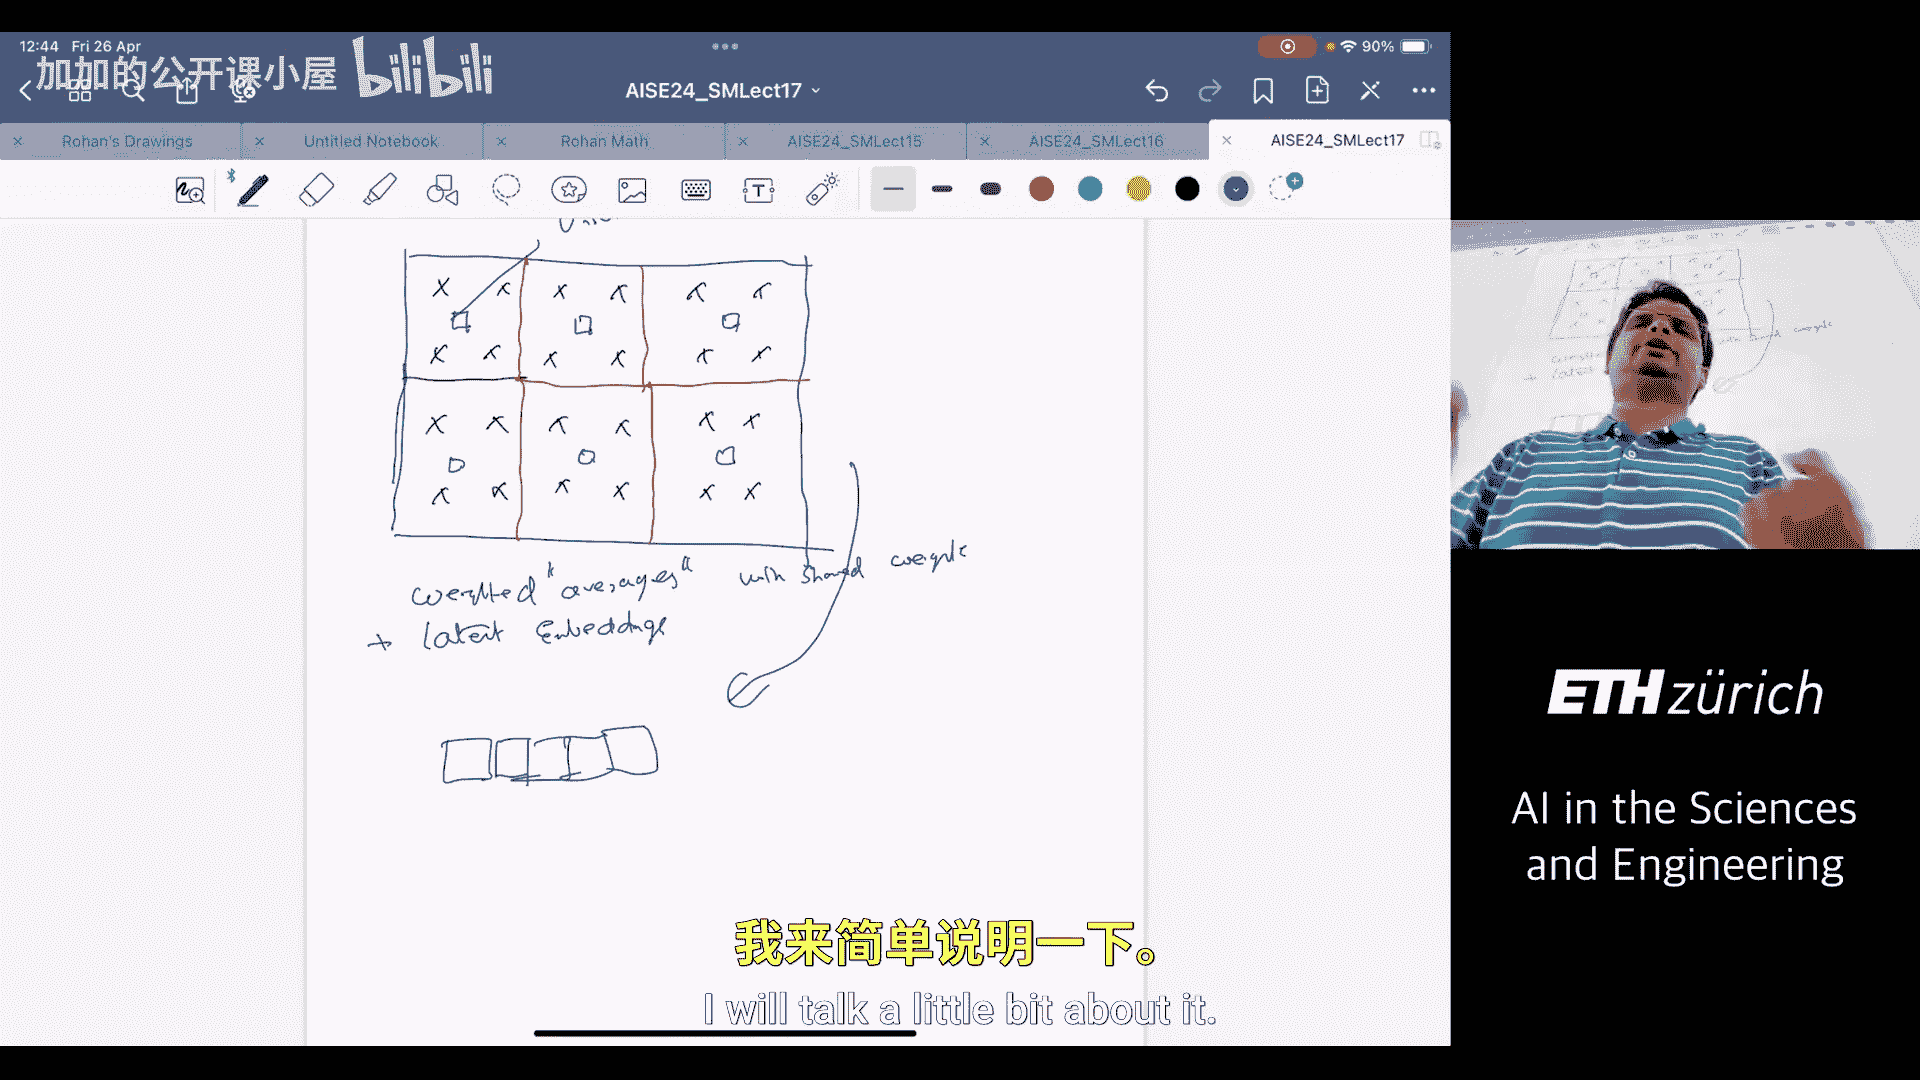 12:44 Fri 26 Apr
90%
加加的公开课小屋 bilibili
AISE24_SMLect17
Rohan's Drawings
Untitled Notebook
Rohan Math
AISE24_SMLect15
AISE24_SMLect16
AISE24_SMLect17
weighted "averages" with shared weights
+ latent Embeddings
ETH zürich
AI in the Sciences
and Engineering
我来简单说明一下。
I will talk a little bit about it.